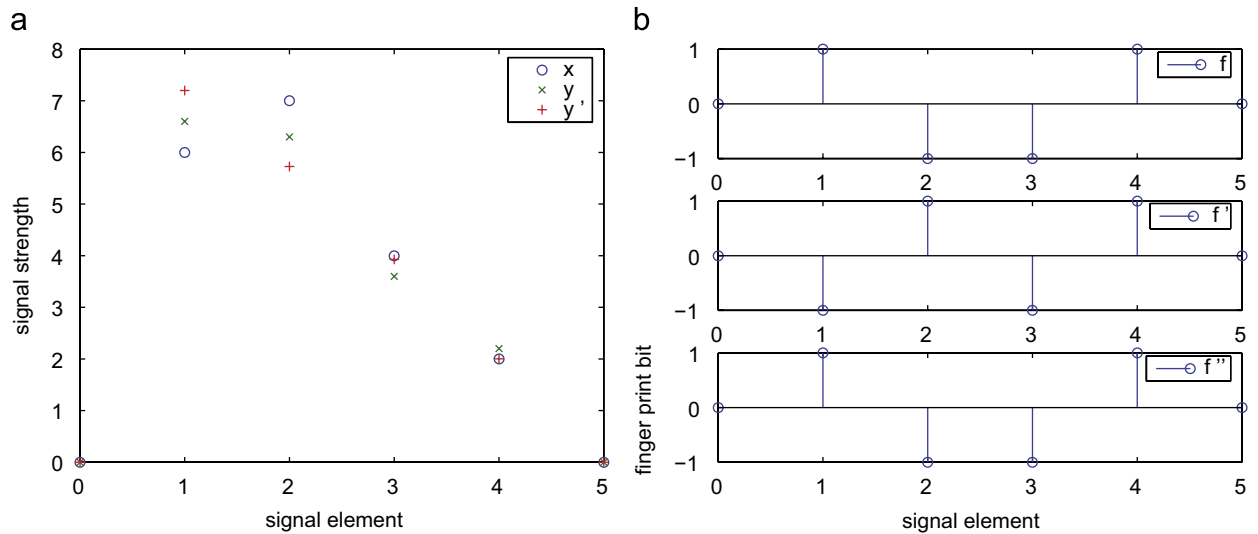 a
8
7
6
5
4
3
2
1
0
signal strength
0 1 2 3 4 5
signal element
x
y
y '
b
1
0
−1
0 1 2 3 4 5
f
1
0
−1
0 1 2 3 4 5
f '
1
0
−1
0 1 2 3 4 5
f ''
finger print bit
signal element